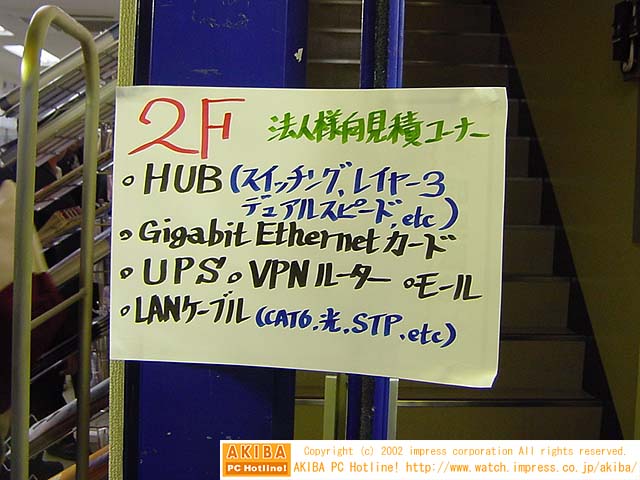 2F 法人様向見積コーナー
。HUB (スイッチング、レイヤー3
デュアルスピード、etc)
。Gigabit Ethernetカード
。UPS 。VPNルーター 。モール
。LANケーブル (CAT6、光、STP、etc)
AKIBA PC Hotline!
Copyright (c) 2002 impress corporation All rights reserved.
AKIBA PC Hotline! http://www.watch.impress.co.jp/akiba/